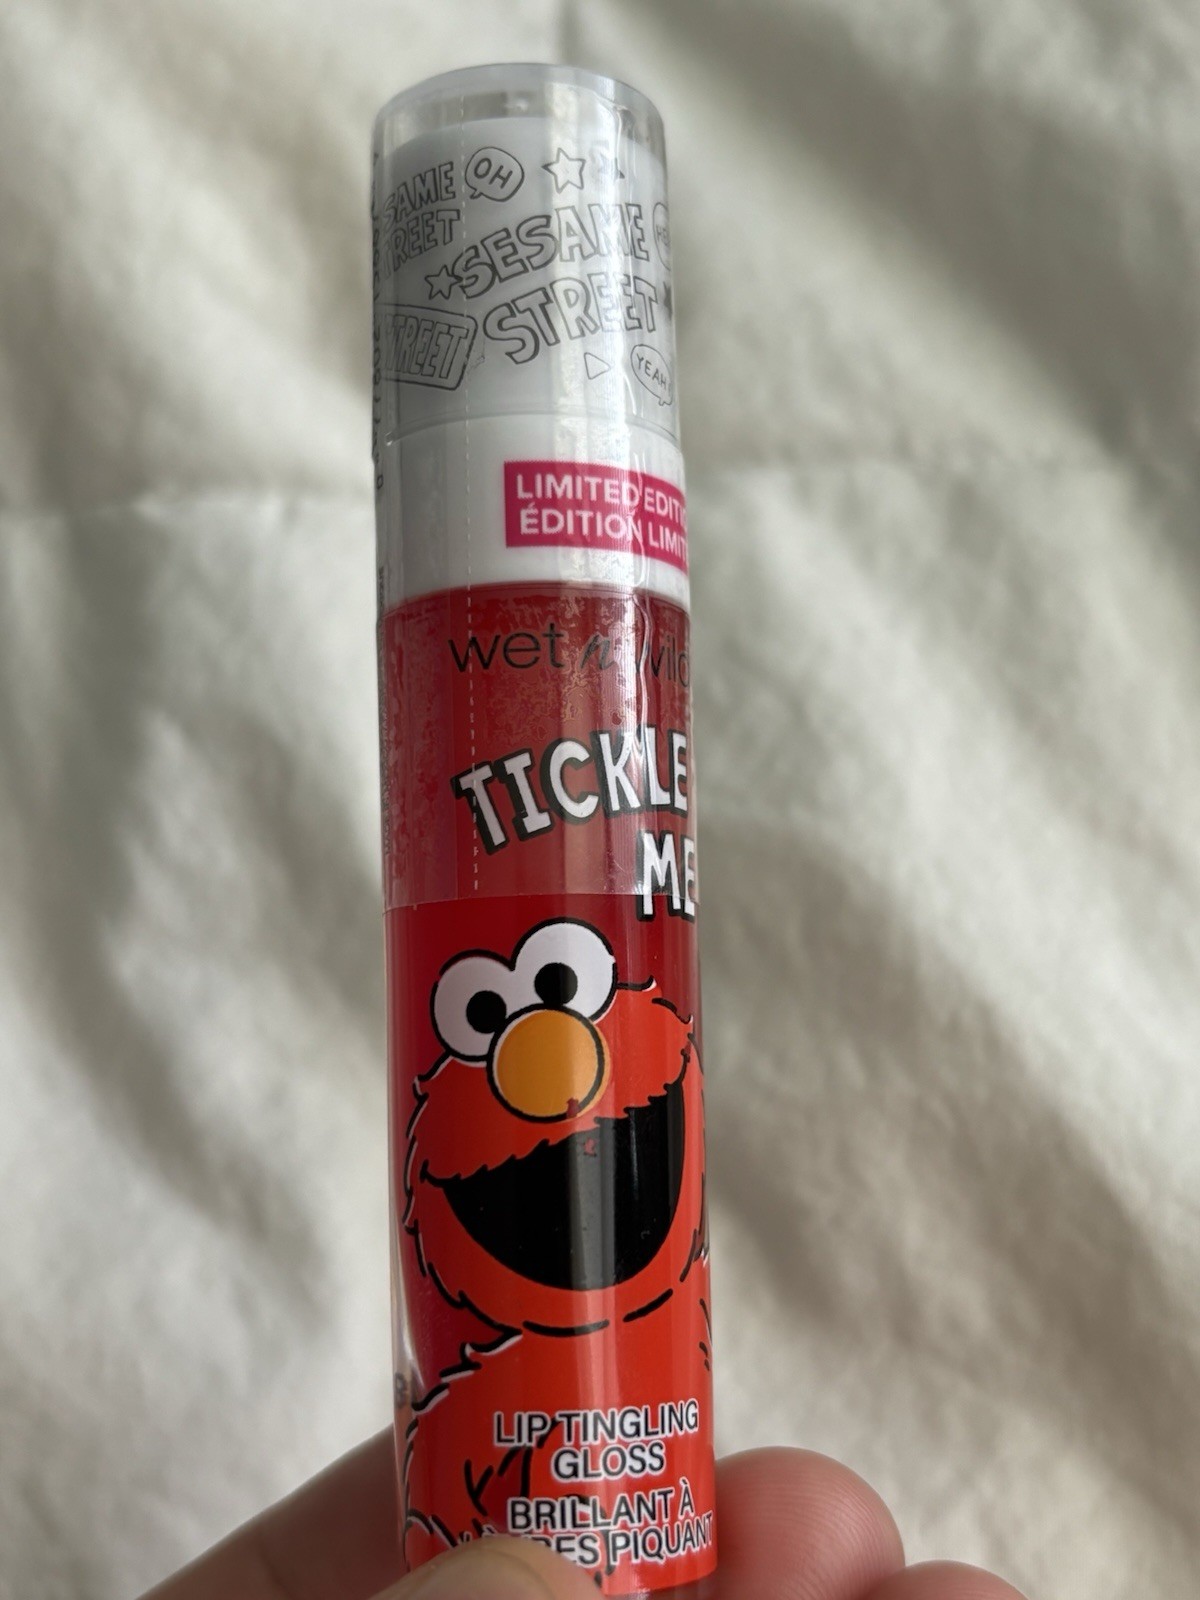 SAME
STREET
OH
SESAME
STREET
STREET
YEAH
LIMITED EDITIO
ÉDITION LIMIT
wet n wild
TICKLE
ME
LIP TINGLING
GLOSS
BRILLANT À
PIQUANT